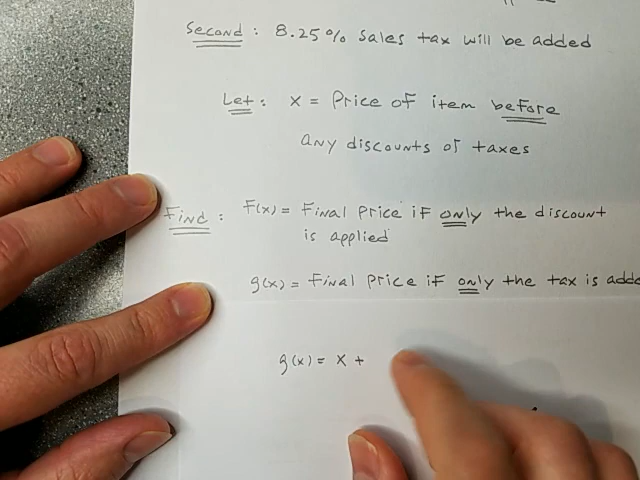 Second: 8.25% sales tax will be added
Let: x = Price of item before
any discounts or taxes
Find: F(x) = Final Price if only the discount
is applied
g(x) = Final Price if only the tax is adde
g(x) = x +